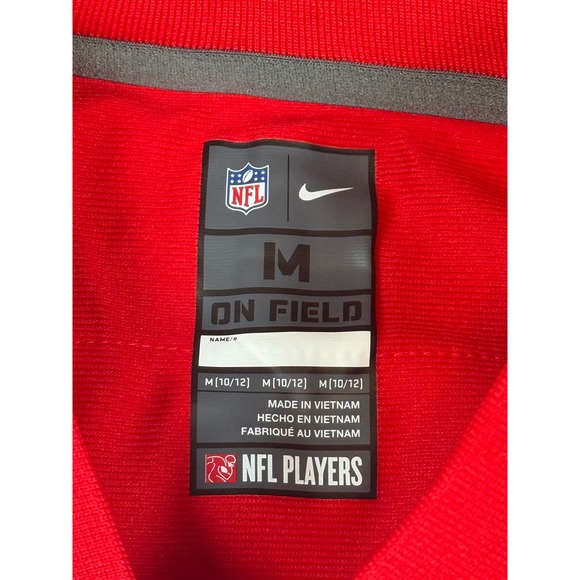 NFL
M
ON FIELD
NAME/#
M [10/12] M [10/12] M [10/12]
MADE IN VIETNAM
HECHO EN VIETNAM
FABRIQUÉ AU VIETNAM
NFL PLAYERS